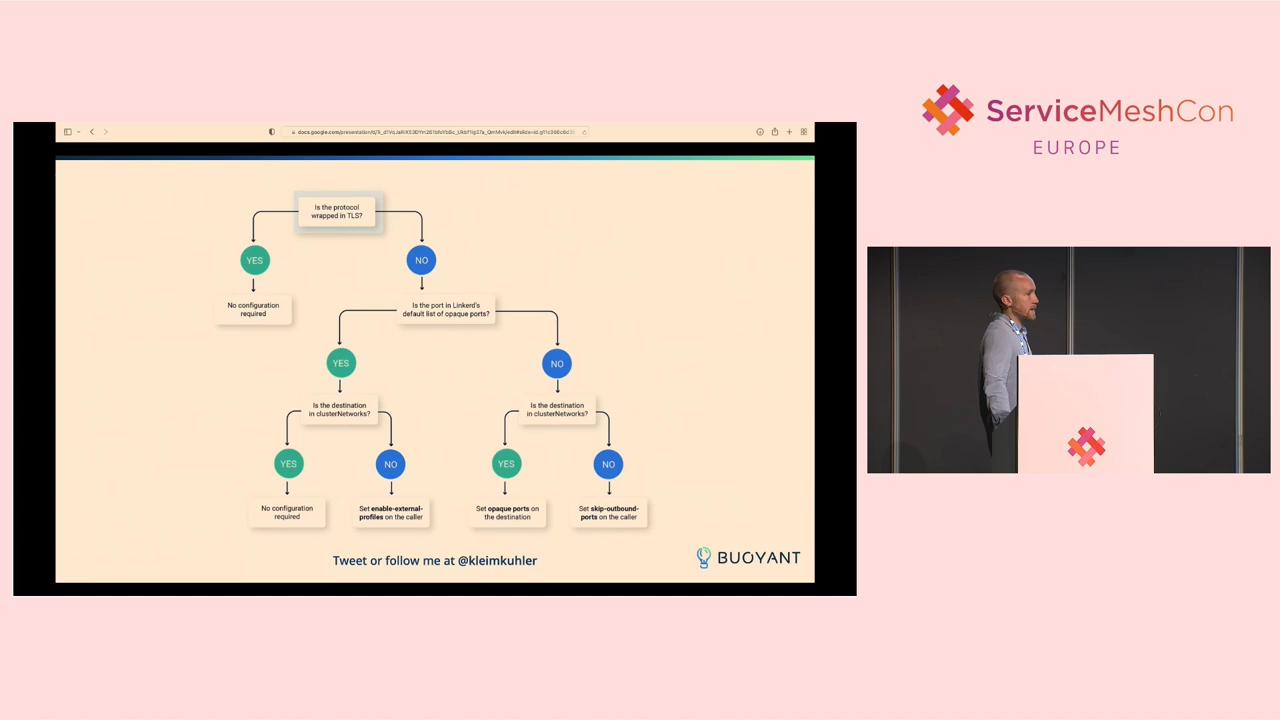 ServiceMeshCon
EUROPE
Is the protocol
wrapped in TLS?
YES
NO
No configuration
required
Is the port in Linkerd's
default list of opaque ports?
YES
NO
Is the destination
in clusterNetworks?
Is the destination
in clusterNetworks?
YES
NO
YES
NO
No configuration
required
Set enable-external-
profiles on the caller
Set opaque ports on
the destination
Set skip-outbound-
ports on the caller
Tweet or follow me at @kleimkuhler
BUOYANT